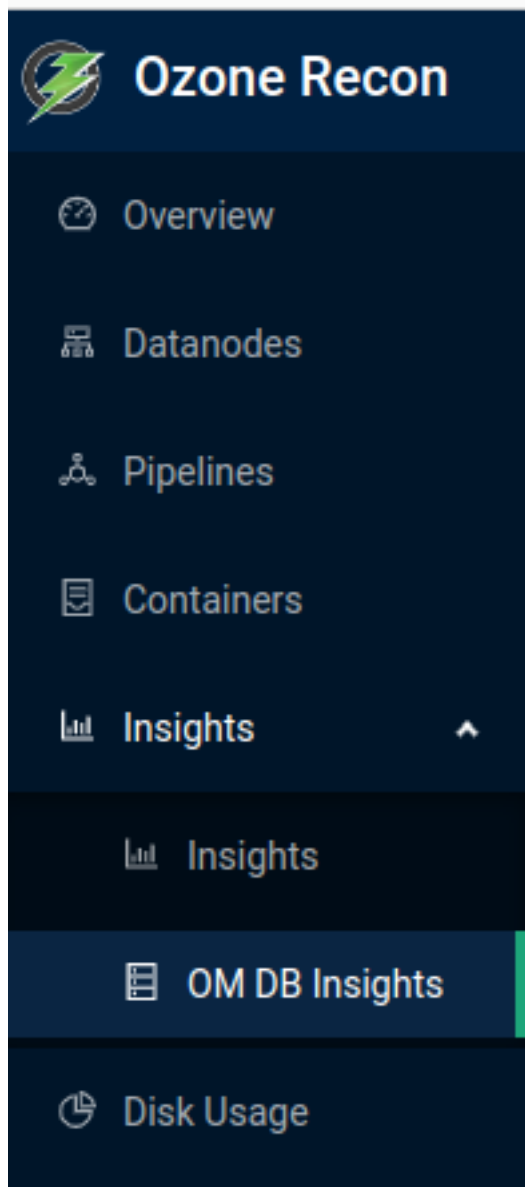 Ozone Recon
Overview
Datanodes
Pipelines
Containers
Insights
Insights
OM DB Insights
Disk Usage